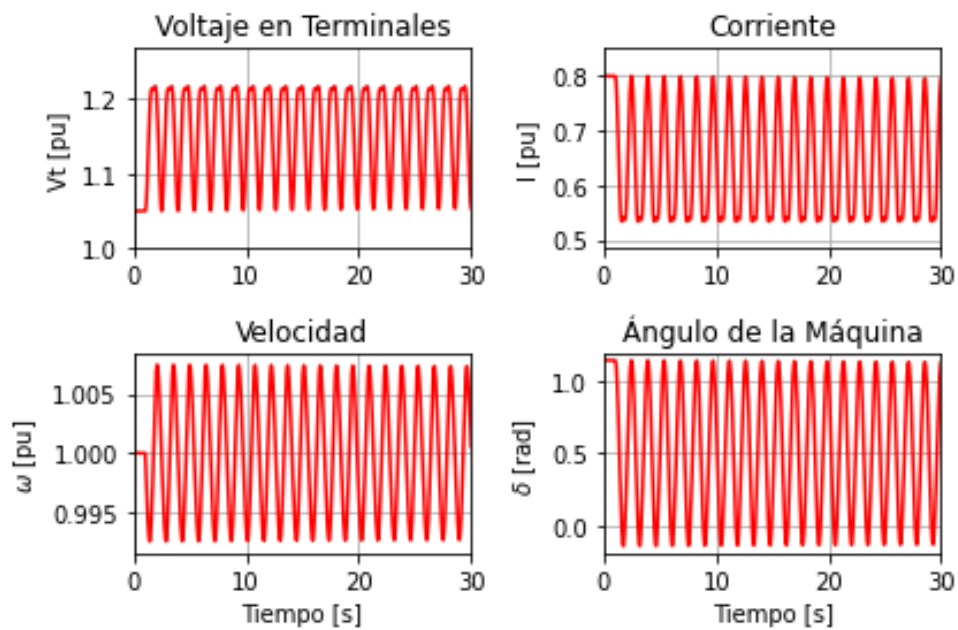 Voltaje en Terminales
Vt [pu]
1.2
1.1
1.0
0
10
20
30
Corriente
I [pu]
0.8
0.7
0.6
0.5
0
10
20
30
Velocidad
ω [pu]
1.005
1.000
0.995
0
10
20
30
Tiempo [s]
Ángulo de la Máquina
δ [rad]
1.0
0.5
0.0
0
10
20
30
Tiempo [s]